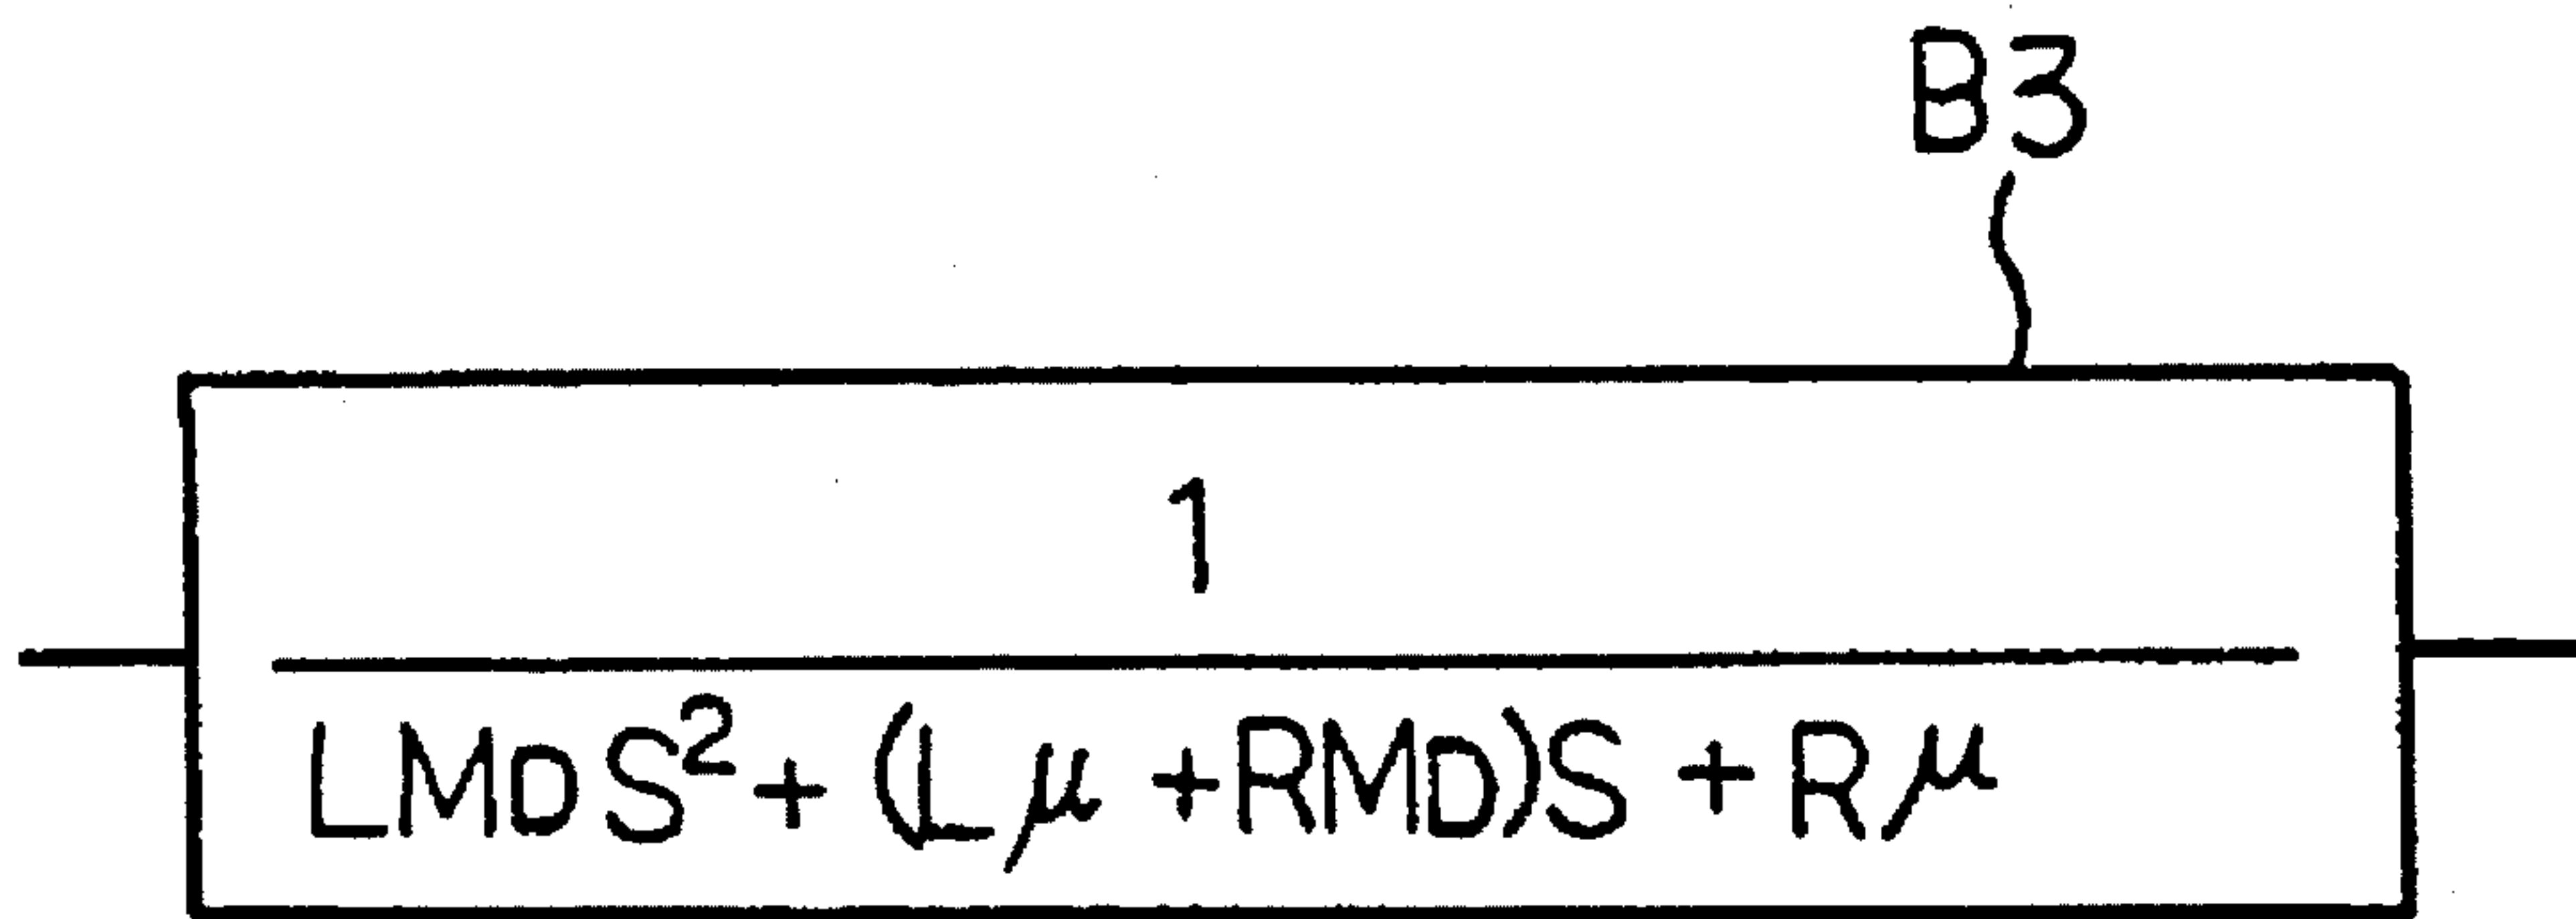 B3
1
LMDS² + (Lμ + RMD)S + Rμ